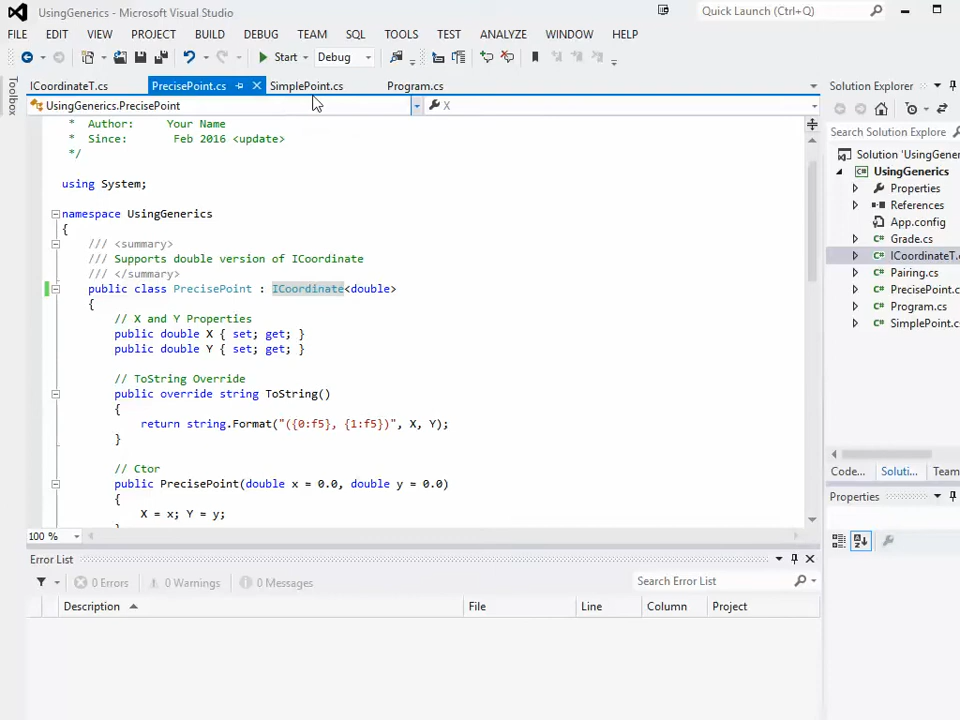 UsingGenerics - Microsoft Visual Studio
Quick Launch (Ctrl+Q)
FILE EDIT VIEW PROJECT BUILD DEBUG TEAM SQL TOOLS TEST ANALYZE WINDOW HELP
Start Debug
Toolbox
ICoordinateT.cs PrecisePoint.cs SimplePoint.cs Program.cs
UsingGenerics.PrecisePoint X
* Author: Your Name
* Since: Feb 2016 <update>
*/
using System;
namespace UsingGenerics
{
/// <summary>
/// Supports double version of ICoordinate
/// </summary>
public class PrecisePoint : ICoordinate<double>
{
// X and Y Properties
public double X { set; get; }
public double Y { set; get; }
// ToString Override
public override string ToString()
{
return string.Format("({0:f5}, {1:f5})", X, Y);
}
// Ctor
public PrecisePoint(double x = 0.0, double y = 0.0)
{
X = x; Y = y;
100 %
Error List
0 Errors 0 Warnings 0 Messages Search Error List
Description File Line Column Project
Solution Explorer
Search Solution Explore
Solution 'UsingGene
UsingGenerics
Properties
References
App.config
Grade.cs
ICoordinateT.c
Pairing.cs
PrecisePoint.c
Program.cs
SimplePoint.c
Code... Soluti... Team
Properties